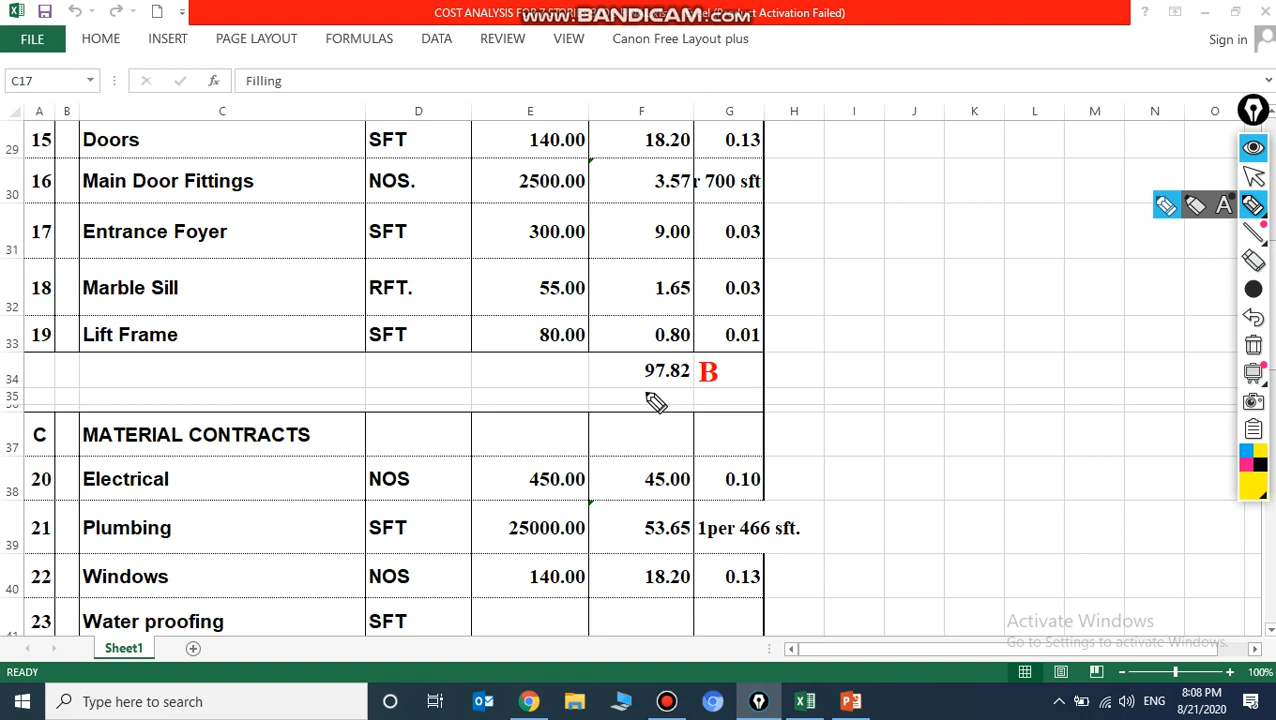 COST ANALYSIS FOR 7 STORIED
www.BANDICAM.com
(Product Activation Failed)
FILE HOME INSERT PAGE LAYOUT FORMULAS DATA REVIEW VIEW Canon Free Layout plus Sign in
C17 fx Filling
A B C D E F G H I J K L M N O
29 15 Doors SFT 140.00 18.20 0.13
30 16 Main Door Fittings NOS. 2500.00 3.57 r 700 sft
31 17 Entrance Foyer SFT 300.00 9.00 0.03
32 18 Marble Sill RFT. 55.00 1.65 0.03
33 19 Lift Frame SFT 80.00 0.80 0.01
34 97.82 B
35
37 C MATERIAL CONTRACTS
38 20 Electrical NOS 450.00 45.00 0.10
39 21 Plumbing SFT 25000.00 53.65 1per 466 sft.
40 22 Windows NOS 140.00 18.20 0.13
41 23 Water proofing SFT
Activate Windows
Go to Settings to activate Windows.
Sheet1
READY 100%
Type here to search ENG 8:08 PM
8/21/2020